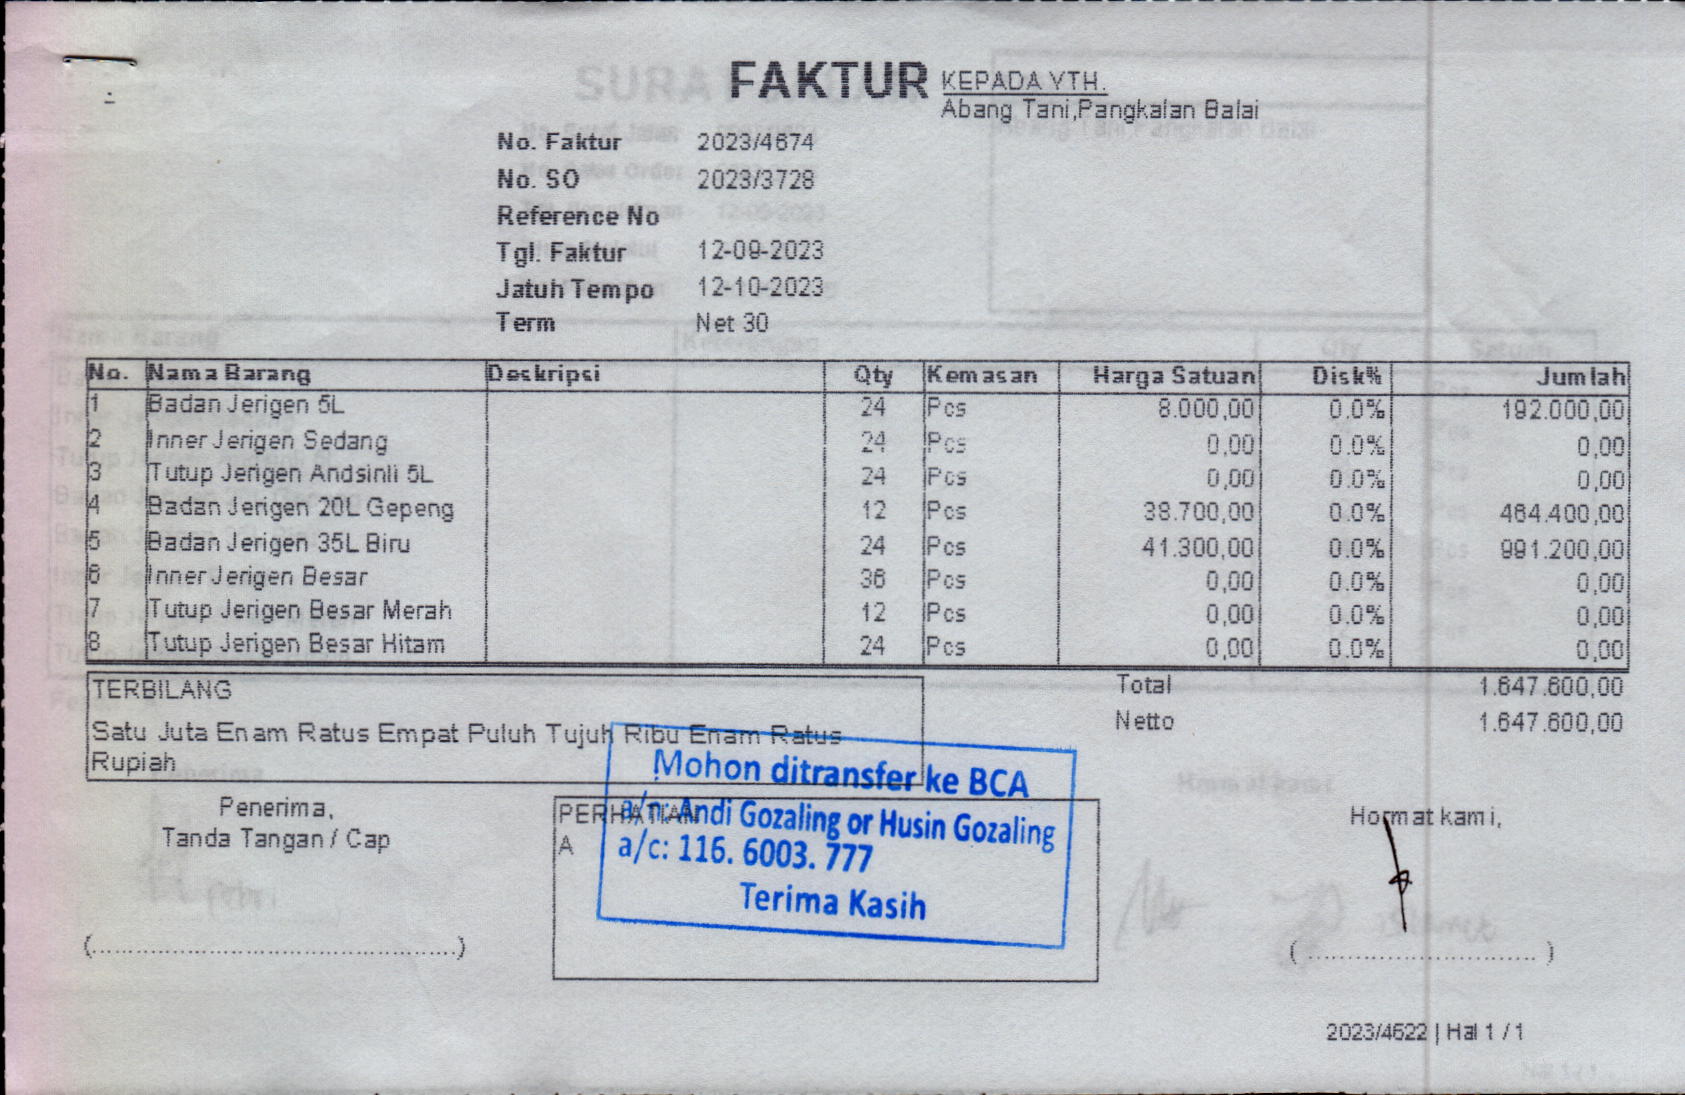 FAKTUR
KEPADA YTH.
Abang Tani,Pangkalan Balai
No. Faktur 2023/4674
No. SO 2023/3728
Reference No
Tgl. Faktur 12-09-2023
Jatuh Tempo 12-10-2023
Term Net 30
No. Nama Barang Deskripsi Qty Kemasan Harga Satuan Disk% Jumlah
1 Badan Jerigen 5L 24 Pcs 8.000,00 0.0% 192.000,00
2 Inner Jerigen Sedang 24 Pcs 0,00 0.0% 0,00
3 Tutup Jerigen Andsinli 5L 24 Pcs 0,00 0.0% 0,00
4 Badan Jerigen 20L Gepeng 12 Pcs 38.700,00 0.0% 464.400,00
5 Badan Jerigen 35L Biru 24 Pcs 41.300,00 0.0% 991.200,00
6 Inner Jerigen Besar 36 Pcs 0,00 0.0% 0,00
7 Tutup Jerigen Besar Merah 12 Pcs 0,00 0.0% 0,00
8 Tutup Jerigen Besar Hitam 24 Pcs 0,00 0.0% 0,00
TERBILANG
Satu Juta Enam Ratus Empat Puluh Tujuh Ribu Enam Ratus
Rupiah
Total 1.647.600,00
Netto 1.647.600,00
Mohon ditransfer ke BCA
a/n: Andi Gozaling or Husin Gozaling
a/c: 116. 6003. 777
Terima Kasih
Penerima,
Tanda Tangan / Cap
(..............................................)
PERHATIAN
A
Hormat kami,
( ............................. )
2023/4622 | Hal 1 / 1